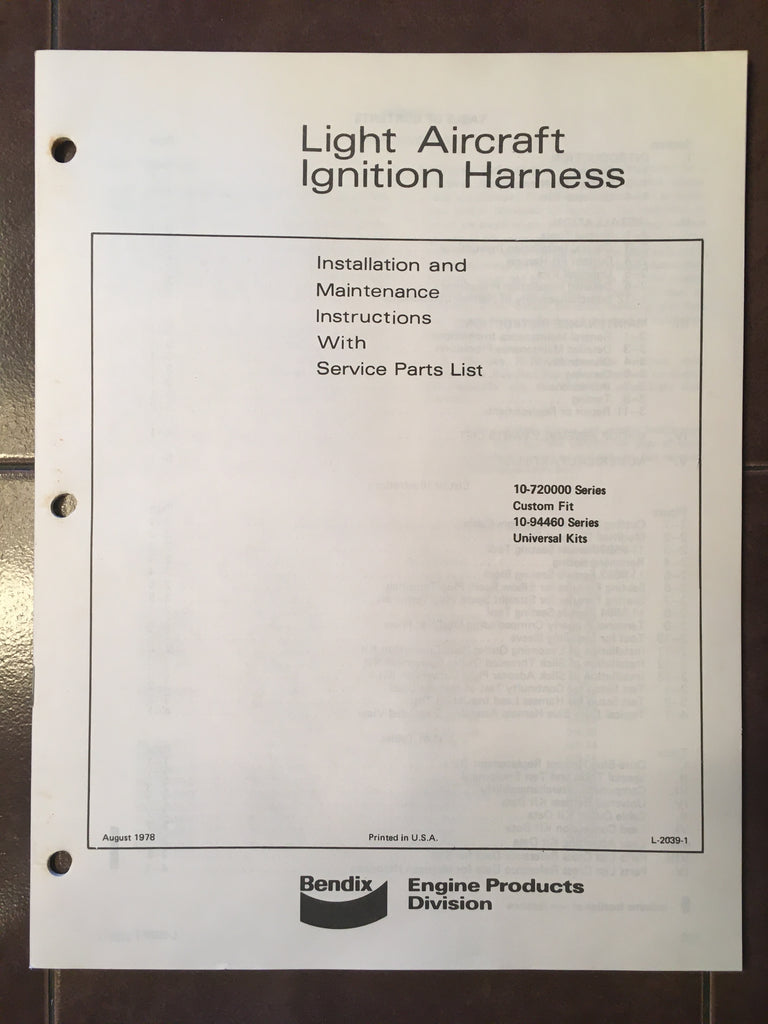 Light Aircraft
Ignition Harness
Installation and
Maintenance
Instructions
With
Service Parts List
10-720000 Series
Custom Fit
10-94460 Series
Universal Kits
August 1978
Printed in U.S.A.
L-2039-1
Bendix
Engine Products
Division